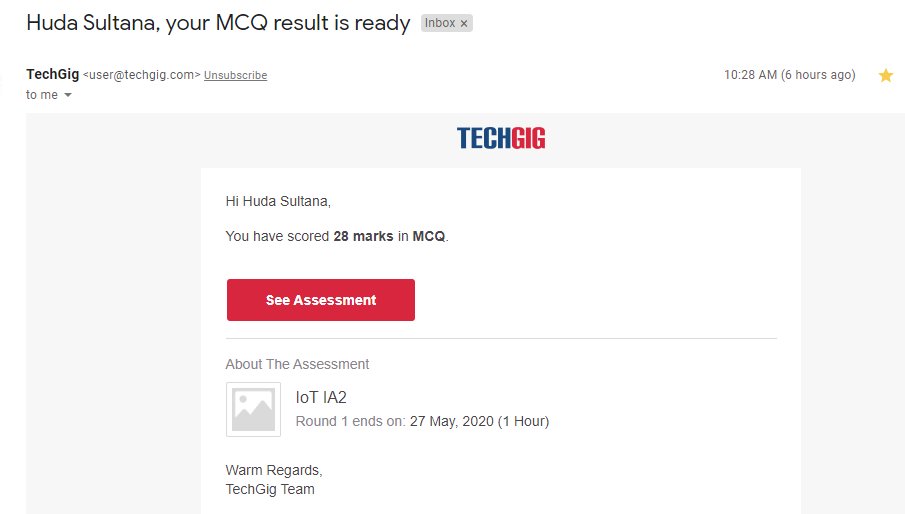 Huda Sultana, your MCQ result is ready Inbox ×
TechGig <user@techgig.com> Unsubscribe 10:28 AM (6 hours ago)
to me
TECHGIG
Hi Huda Sultana,
You have scored 28 marks in MCQ.
See Assessment
About The Assessment
IoT IA2
Round 1 ends on: 27 May, 2020 (1 Hour)
Warm Regards,
TechGig Team